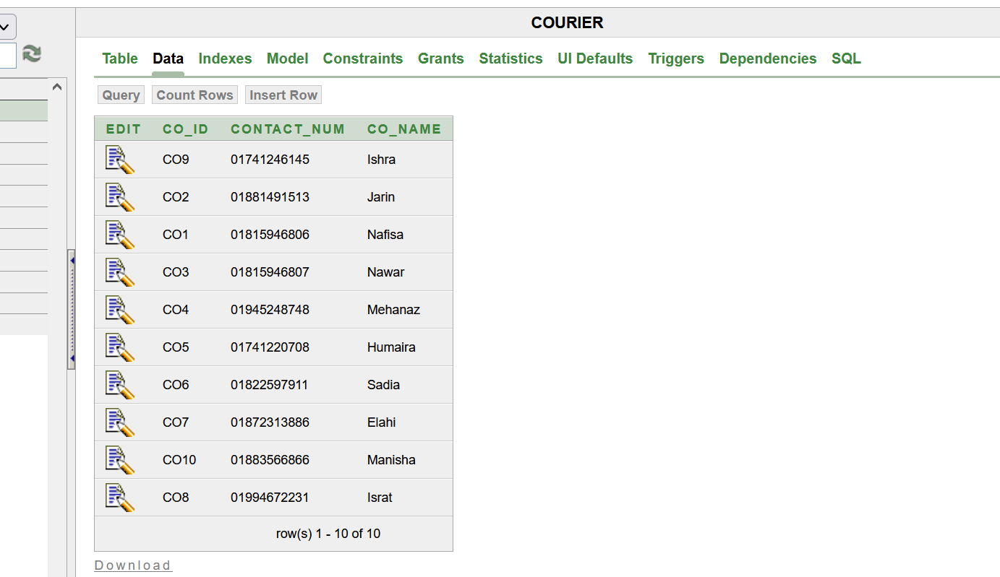 COURIER
Table Data Indexes Model Constraints Grants Statistics UI Defaults Triggers Dependencies SQL
Query Count Rows Insert Row
EDIT CO_ID CONTACT_NUM CO_NAME
CO9 01741246145 Ishra
CO2 01881491513 Jarin
CO1 01815946806 Nafisa
CO3 01815946807 Nawar
CO4 01945248748 Mehanaz
CO5 01741220708 Humaira
CO6 01822597911 Sadia
CO7 01872313886 Elahi
CO10 01883566866 Manisha
CO8 01994672231 Israt
row(s) 1 - 10 of 10
Download